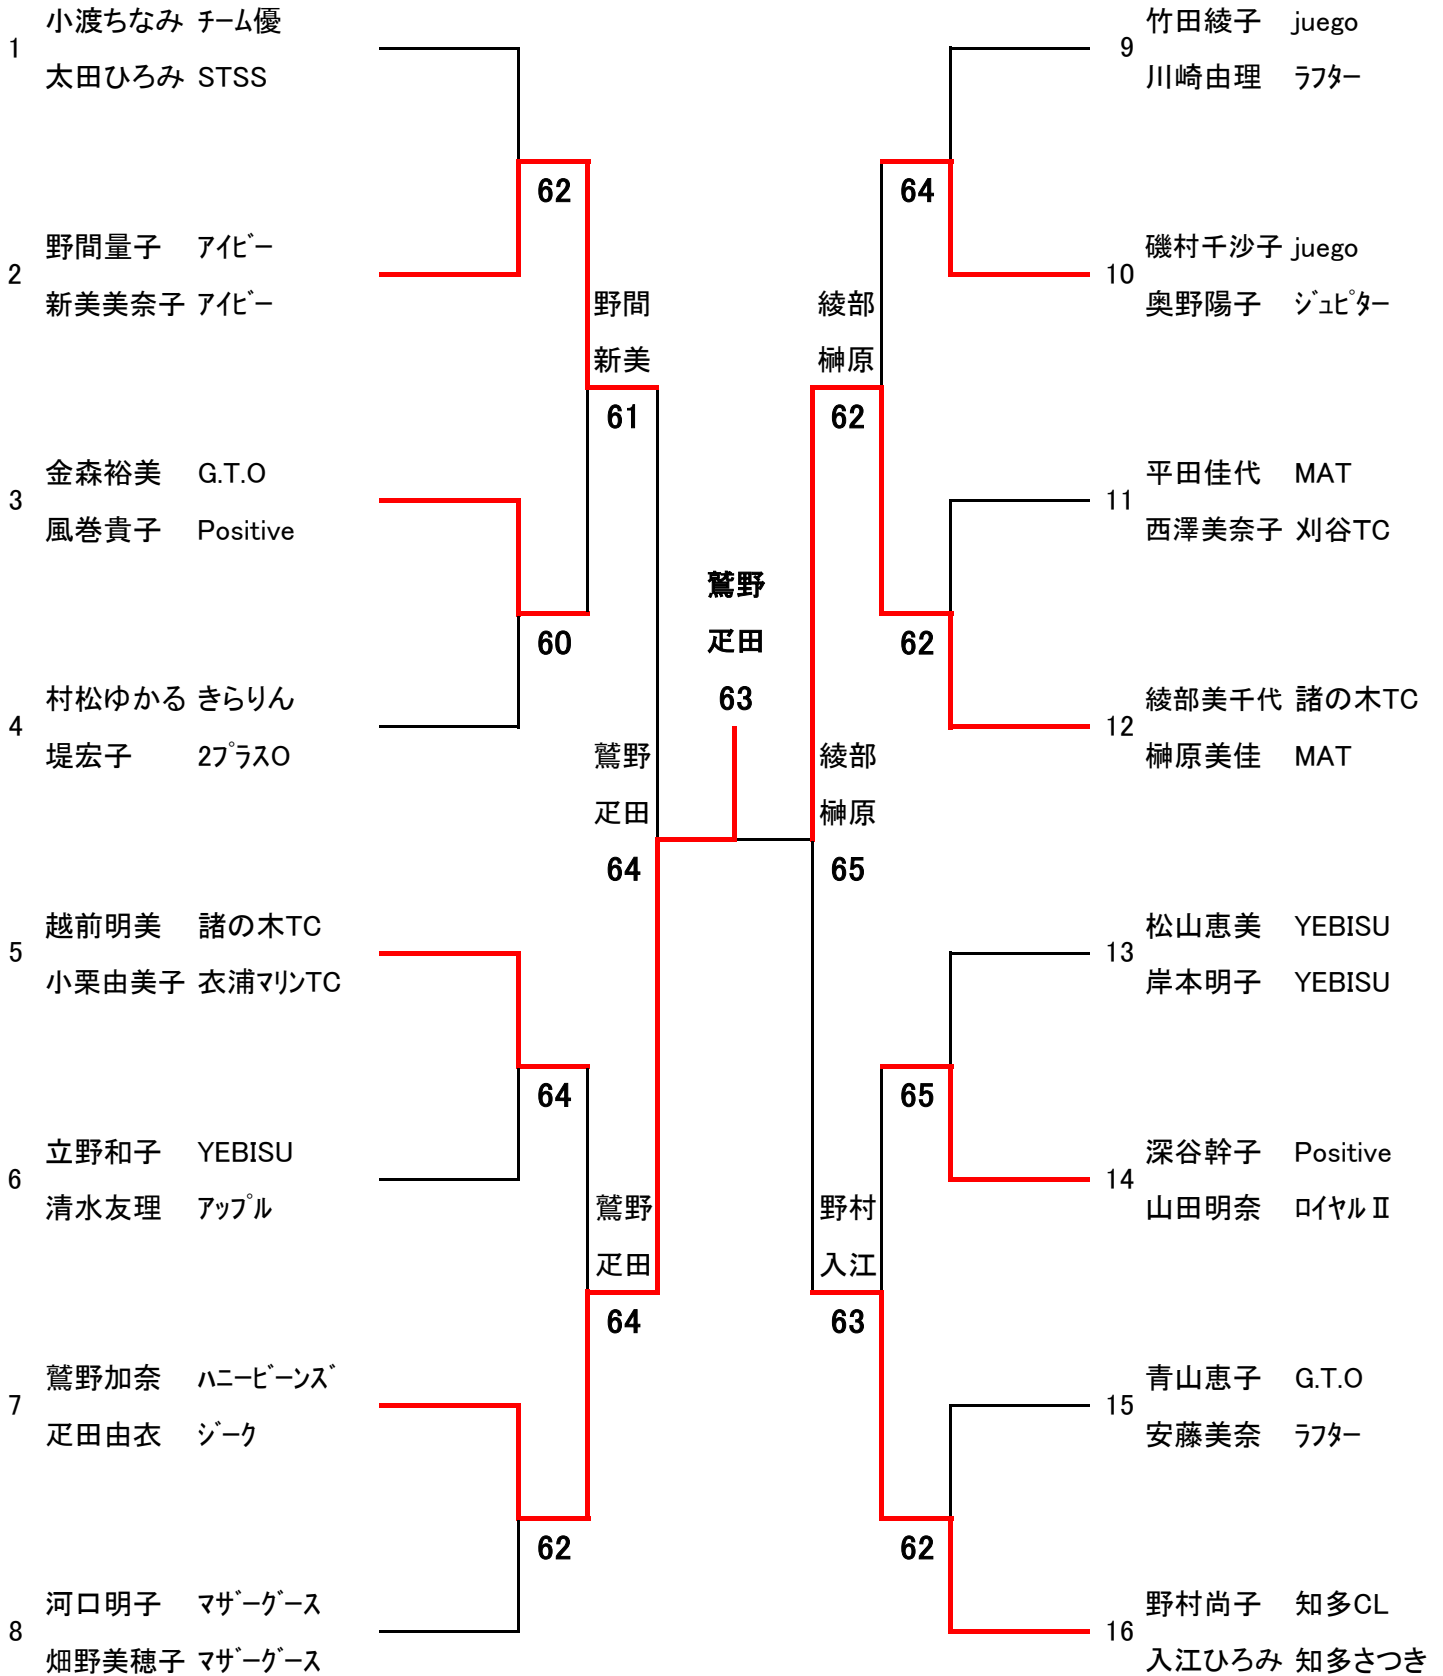 1
小渡ちなみ ﾁｰﾑ優
太田ひろみ STSS
62
2
野間量子 ｱｲﾋﾞｰ
新美美奈子 ｱｲﾋﾞｰ
野間
新美
61
3
金森裕美 G.T.O
風巻貴子 Positive
60
4
村松ゆかる きらりん
堤宏子 2ﾌﾟﾗｽO
鷲野
疋田
64
5
越前明美 諸の木TC
小栗由美子 衣浦ﾏﾘﾝTC
64
6
立野和子 YEBISU
清水友理 ｱｯﾌﾟﾙ
鷲野
疋田
64
7
鷲野加奈 ﾊﾆｰﾋﾞｰﾝｽﾞ
疋田由衣 ｼﾞｰｸ
62
8
河口明子 ﾏｻﾞｰｸﾞｰｽ
畑野美穂子 ﾏｻﾞｰｸﾞｰｽ
鷲野
疋田
63
9
竹田綾子 juego
川崎由理 ﾗﾌﾀｰ
64
10
磯村千沙子 juego
奥野陽子 ｼﾞｭﾋﾟﾀｰ
綾部
榊原
62
11
平田佳代 MAT
西澤美奈子 刈谷TC
62
12
綾部美千代 諸の木TC
榊原美佳 MAT
綾部
榊原
65
13
松山恵美 YEBISU
岸本明子 YEBISU
65
14
深谷幹子 Positive
山田明奈 ﾛｲﾔﾙⅡ
野村
入江
63
15
青山恵子 G.T.O
安藤美奈 ﾗﾌﾀｰ
62
16
野村尚子 知多CL
入江ひろみ 知多さつき